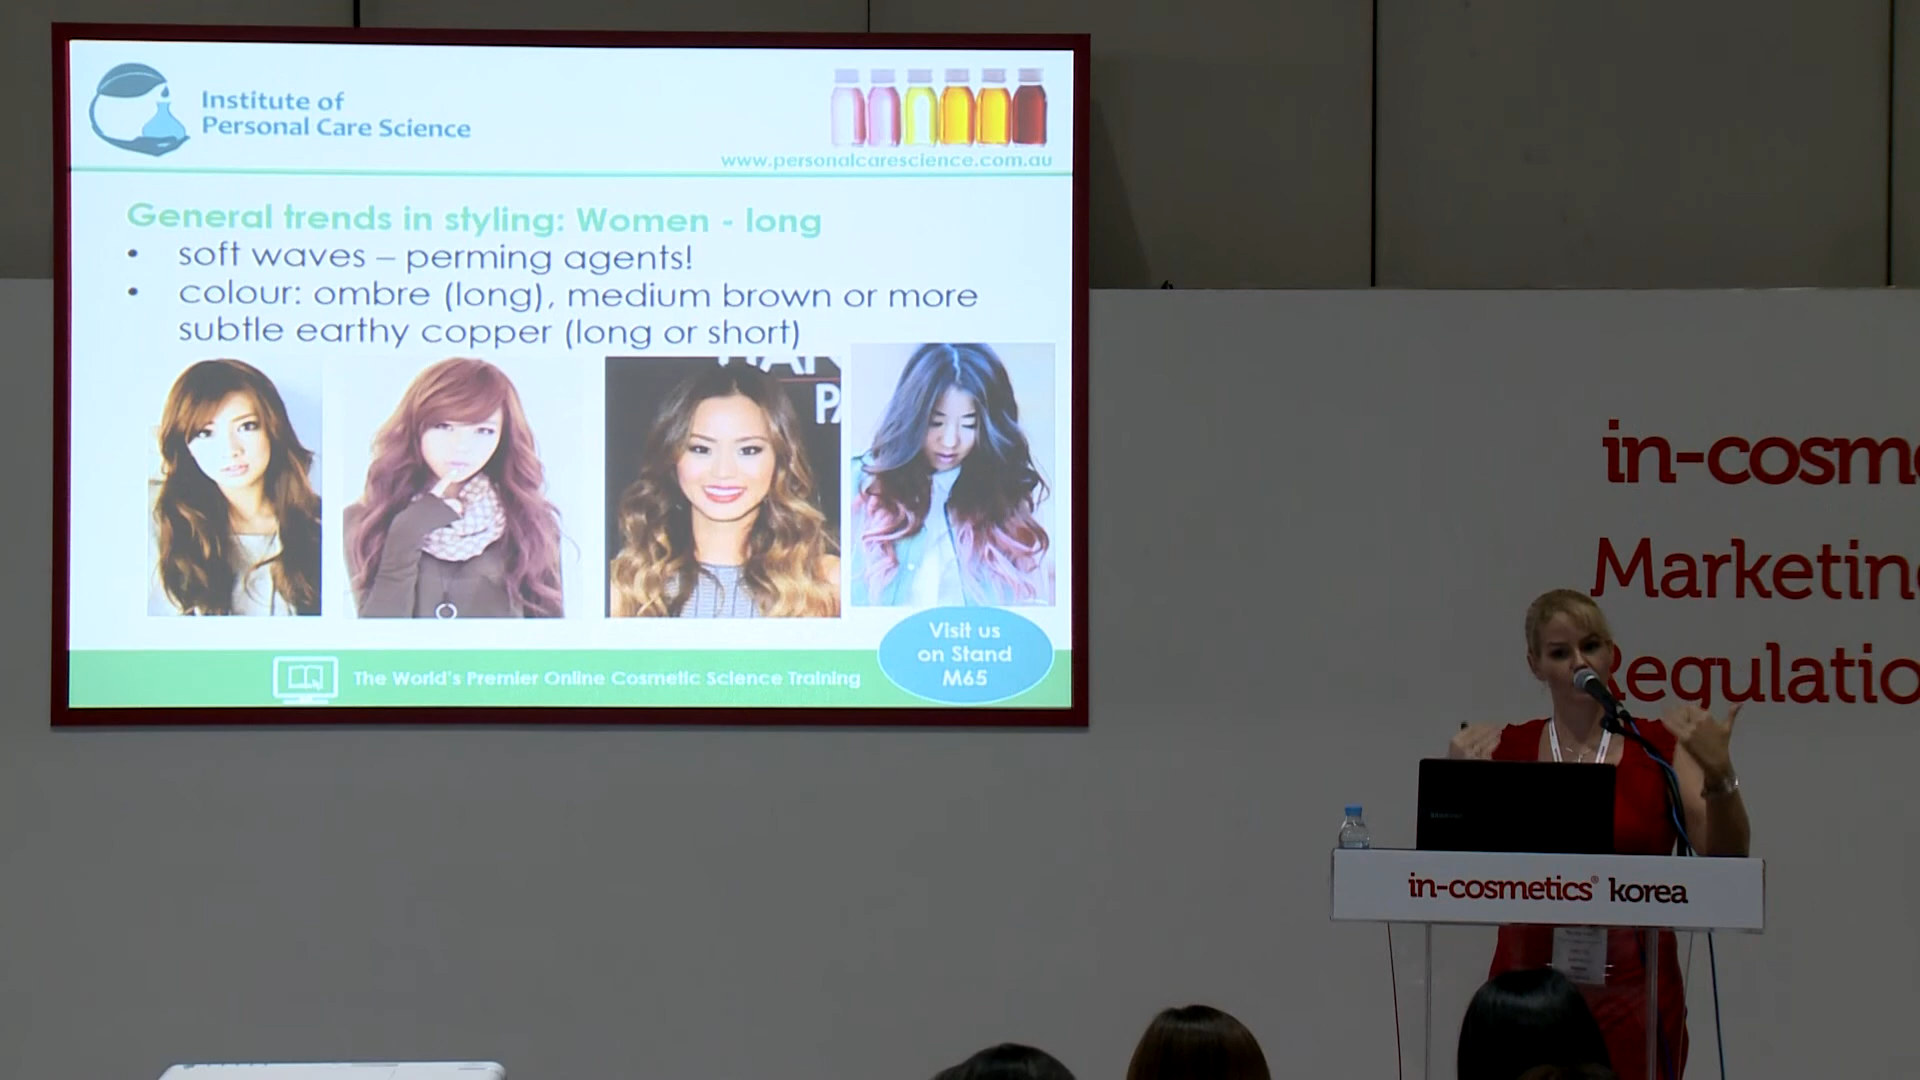 Institute of
Personal Care Science
www.personalcarescience.com.au
General trends in styling: Women - long
• soft waves – perming agents!
• colour: ombre (long), medium brown or more
subtle earthy copper (long or short)
PA
The World's Premier Online Cosmetic Science Training
Visit us
on Stand
M65
in-cosm
Marketin
Regulatio
in-cosmetics® korea